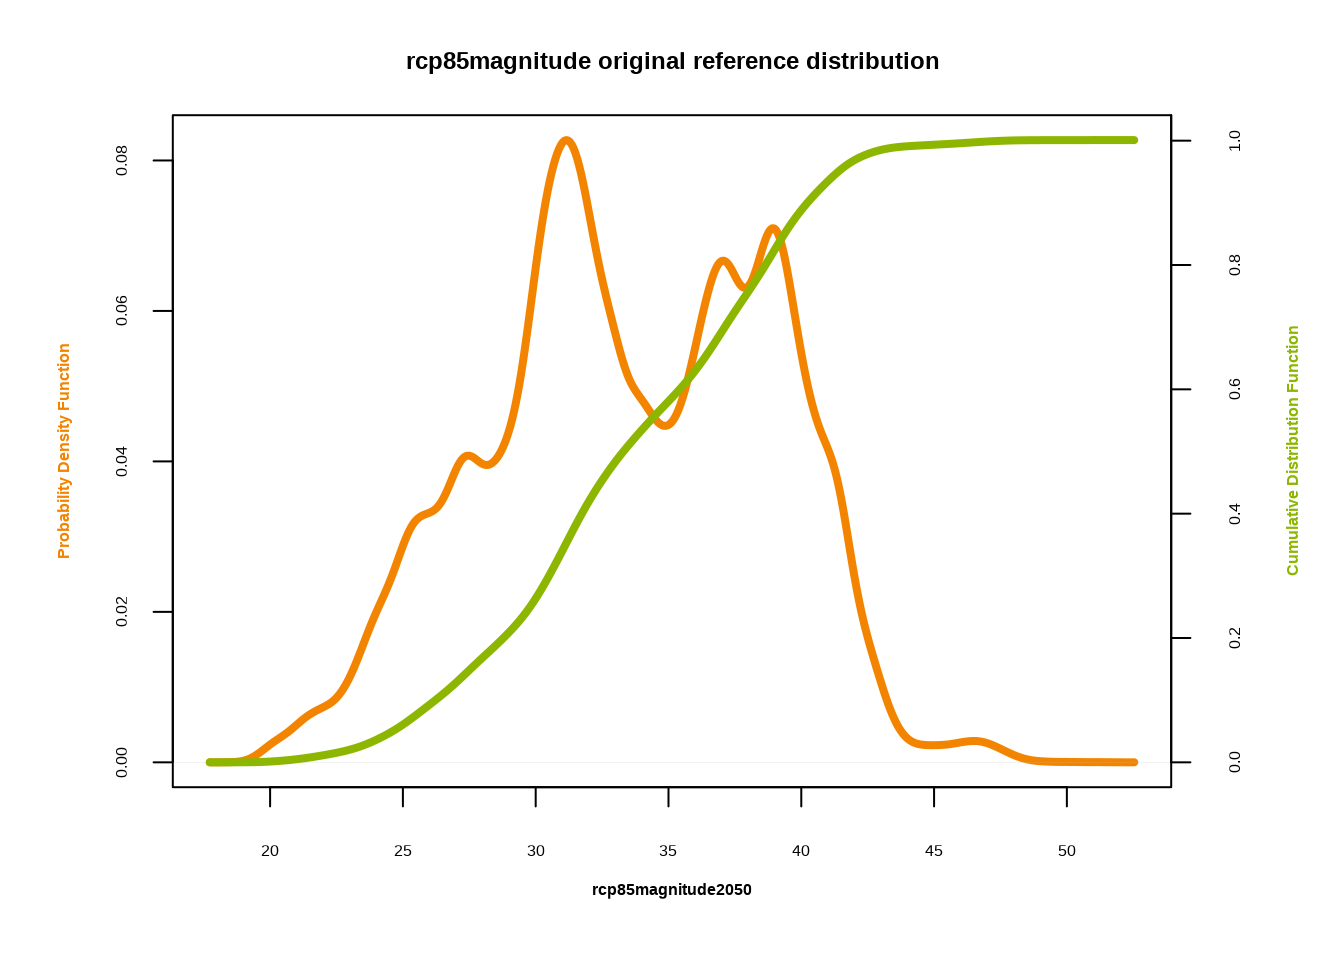 rcp85magnitude original reference distribution
Probability Density Function
0.00
0.02
0.04
0.06
0.08
Cumulative Distribution Function
0.0
0.2
0.4
0.6
0.8
1.0
20 25 30 35 40 45 50
rcp85magnitude2050